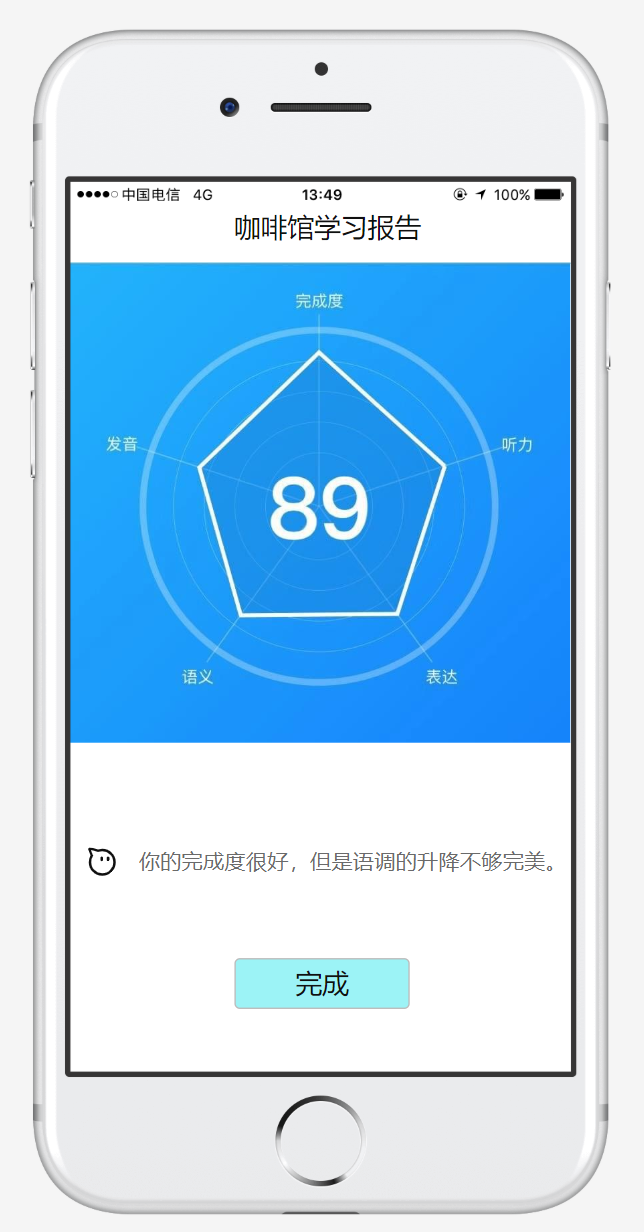 中国电信 4G 13:49 100%
咖啡馆学习报告
完成度
发音 听力
89
语义 表达
你的完成度很好，但是语调的升降不够完美。
完成